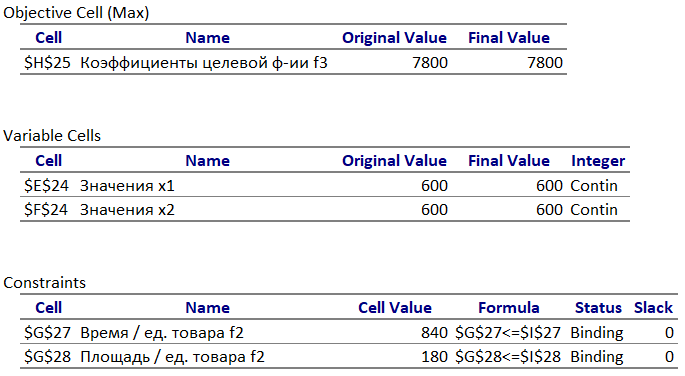 Objective Cell (Max)
Cell Name Original Value Final Value
$H$25 Коэффициенты целевой ф-ии f3 7800 7800
Variable Cells
Cell Name Original Value Final Value Integer
$E$24 Значения x1 600 600 Contin
$F$24 Значения x2 600 600 Contin
Constraints
Cell Name Cell Value Formula Status Slack
$G$27 Время / ед. товара f2 840 $G$27<=$I$27 Binding 0
$G$28 Площадь / ед. товара f2 180 $G$28<=$I$28 Binding 0